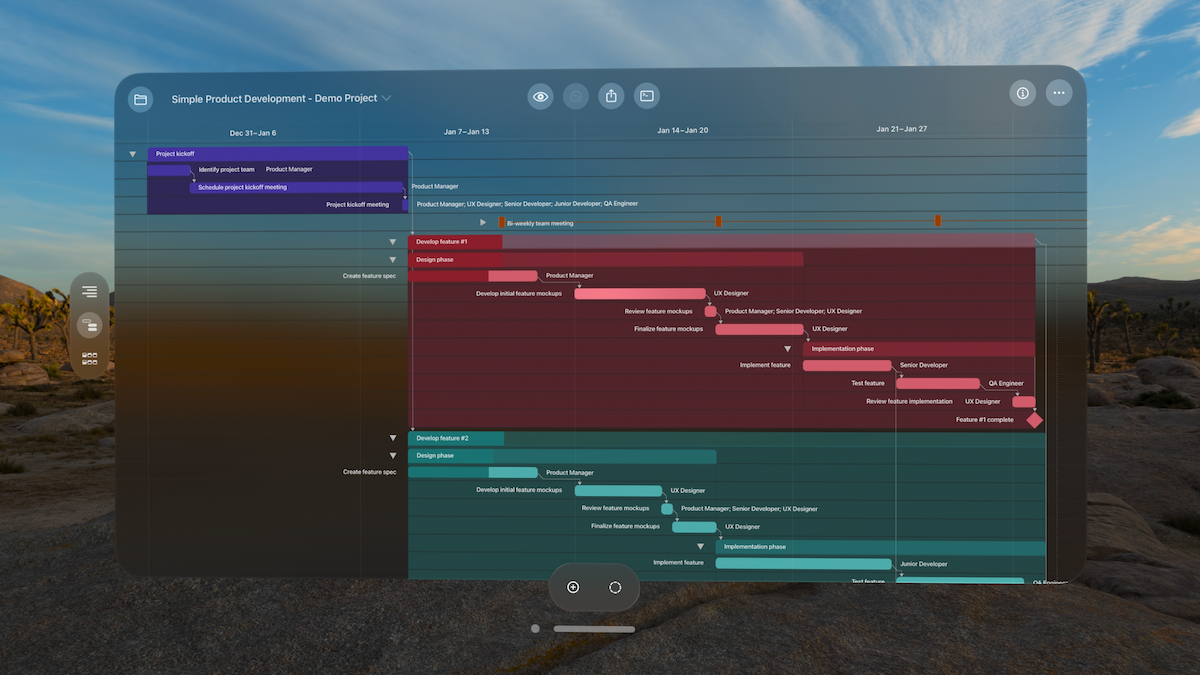 Simple Product Development - Demo Project
Dec 31–Jan 6
Jan 7–Jan 13
Jan 14–Jan 20
Jan 21–Jan 27
Project kickoff
Identify project team Product Manager
Schedule project kickoff meeting Product Manager
Project kickoff meeting Product Manager; UX Designer; Senior Developer; Junior Developer; QA Engineer
Bi-weekly team meeting
Develop feature #1
Design phase
Create feature spec Product Manager
Develop initial feature mockups UX Designer
Review feature mockups Product Manager; Senior Developer; UX Designer
Finalize feature mockups UX Designer
Implementation phase
Implement feature Senior Developer
Test feature QA Engineer
Review feature implementation UX Designer
Feature #1 complete
Develop feature #2
Design phase
Create feature spec Product Manager
Develop initial feature mockups UX Designer
Review feature mockups Product Manager; Senior Developer; UX Designer
Finalize feature mockups UX Designer
Implementation phase
Implement feature Junior Developer
Test feature QA Engineer